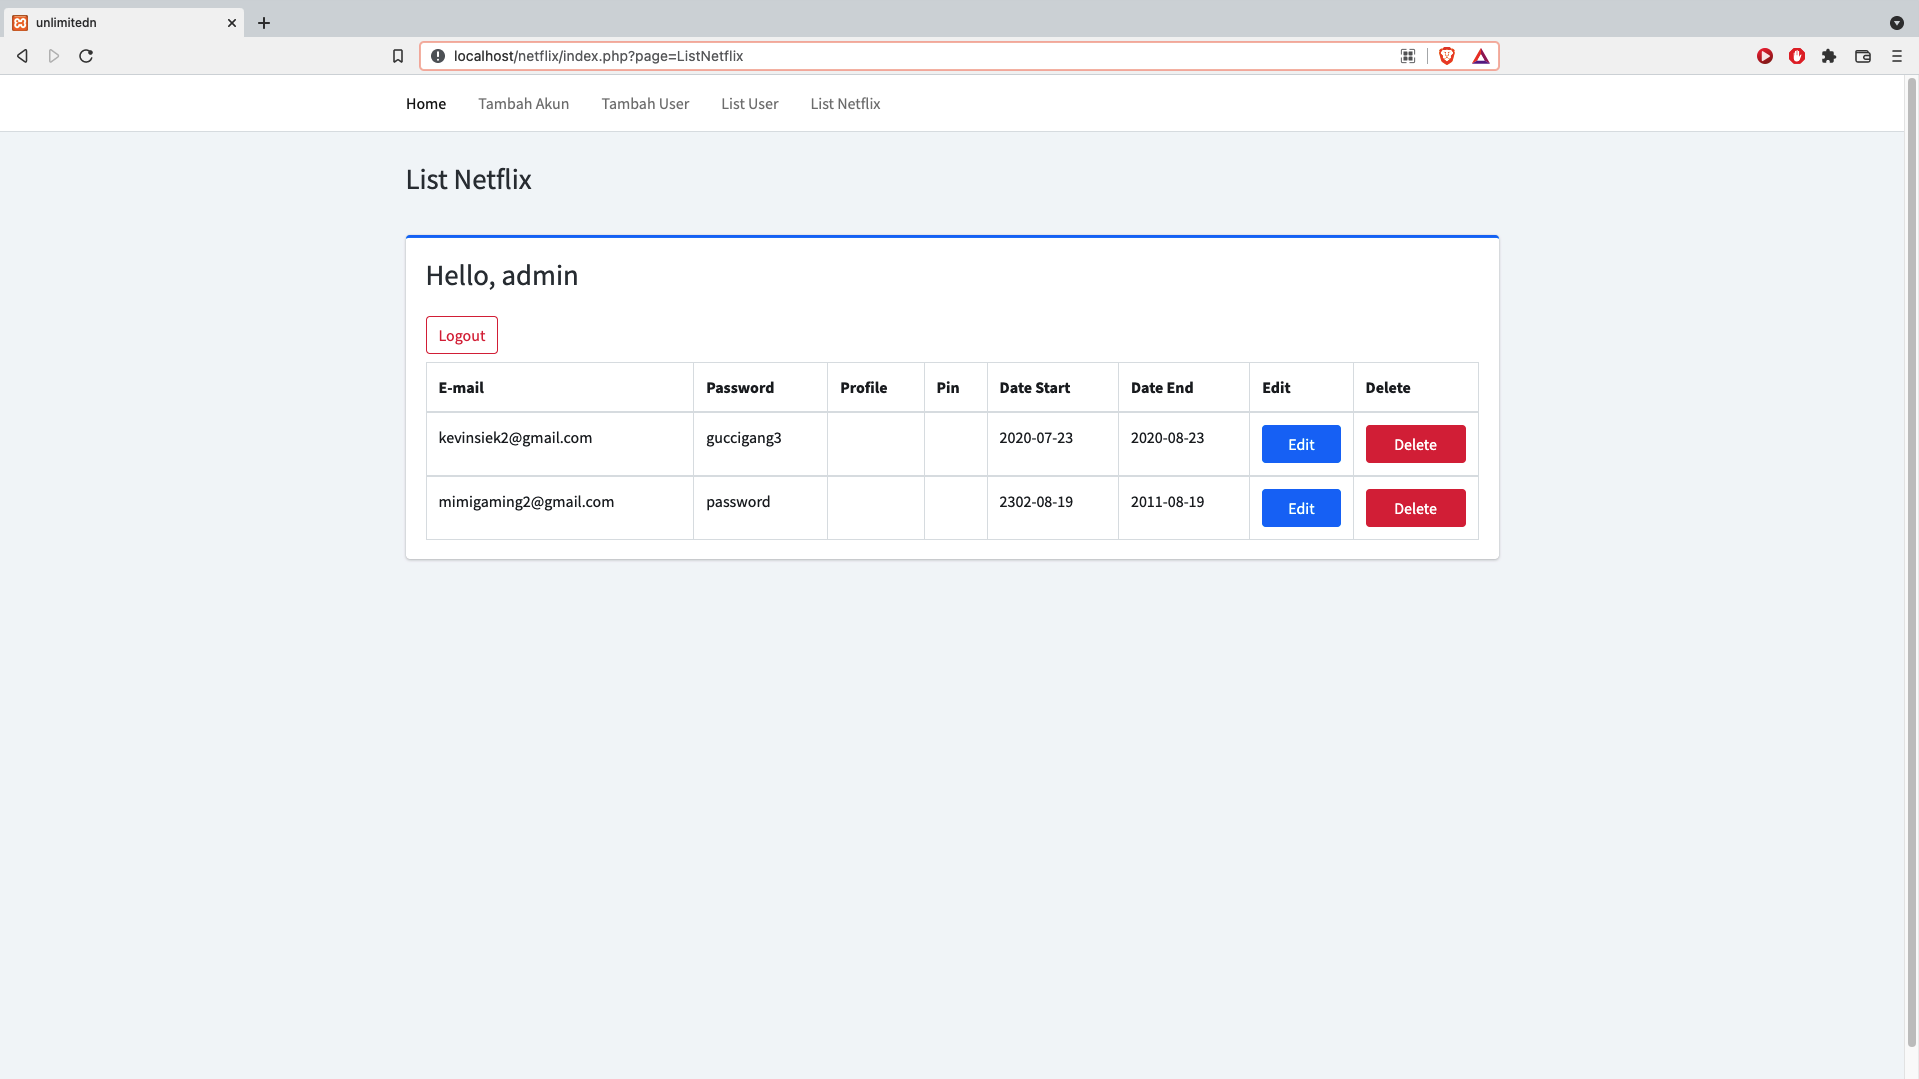 unlimitedn
localhost/netflix/index.php?page=ListNetflix
Home Tambah Akun Tambah User List User List Netflix
List Netflix
Hello, admin
Logout
E-mail Password Profile Pin Date Start Date End Edit Delete
kevinsiek2@gmail.com guccigang3 2020-07-23 2020-08-23 Edit Delete
mimigaming2@gmail.com password 2302-08-19 2011-08-19 Edit Delete